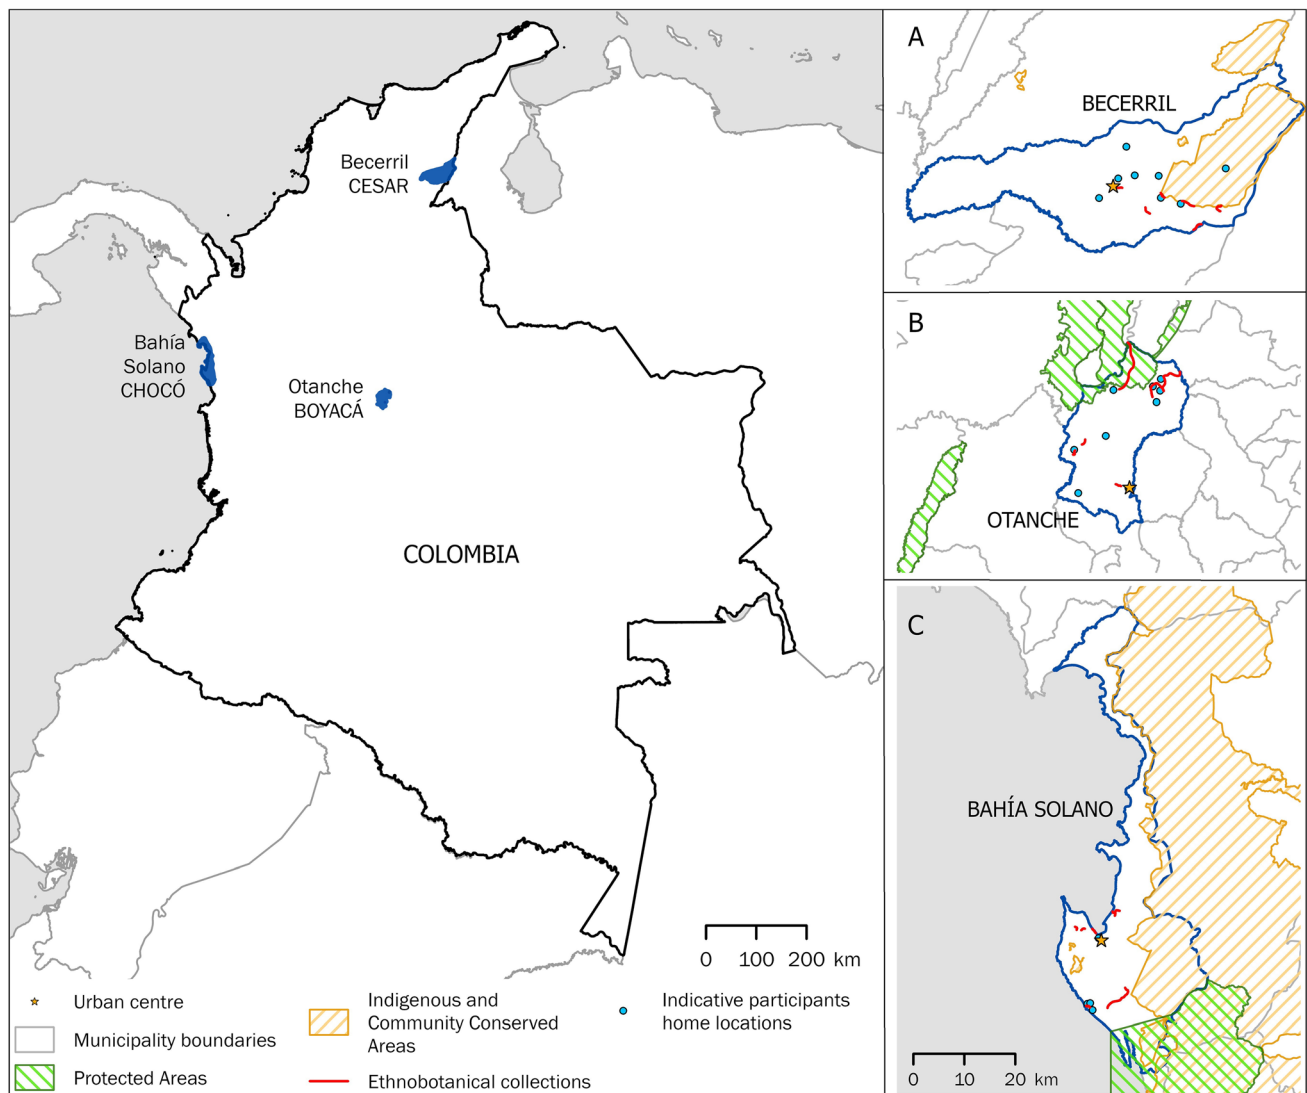 Becerril
CESAR
Bahía
Solano
CHOCÓ
Otanche
BOYACÁ
COLOMBIA
0 100 200 km
A
BECERRIL
B
OTANCHE
C
BAHÍA SOLANO
0 10 20 km
Urban centre
Municipality boundaries
Protected Areas
Indigenous and
Community Conserved
Areas
Ethnobotanical collections
Indicative participants
home locations